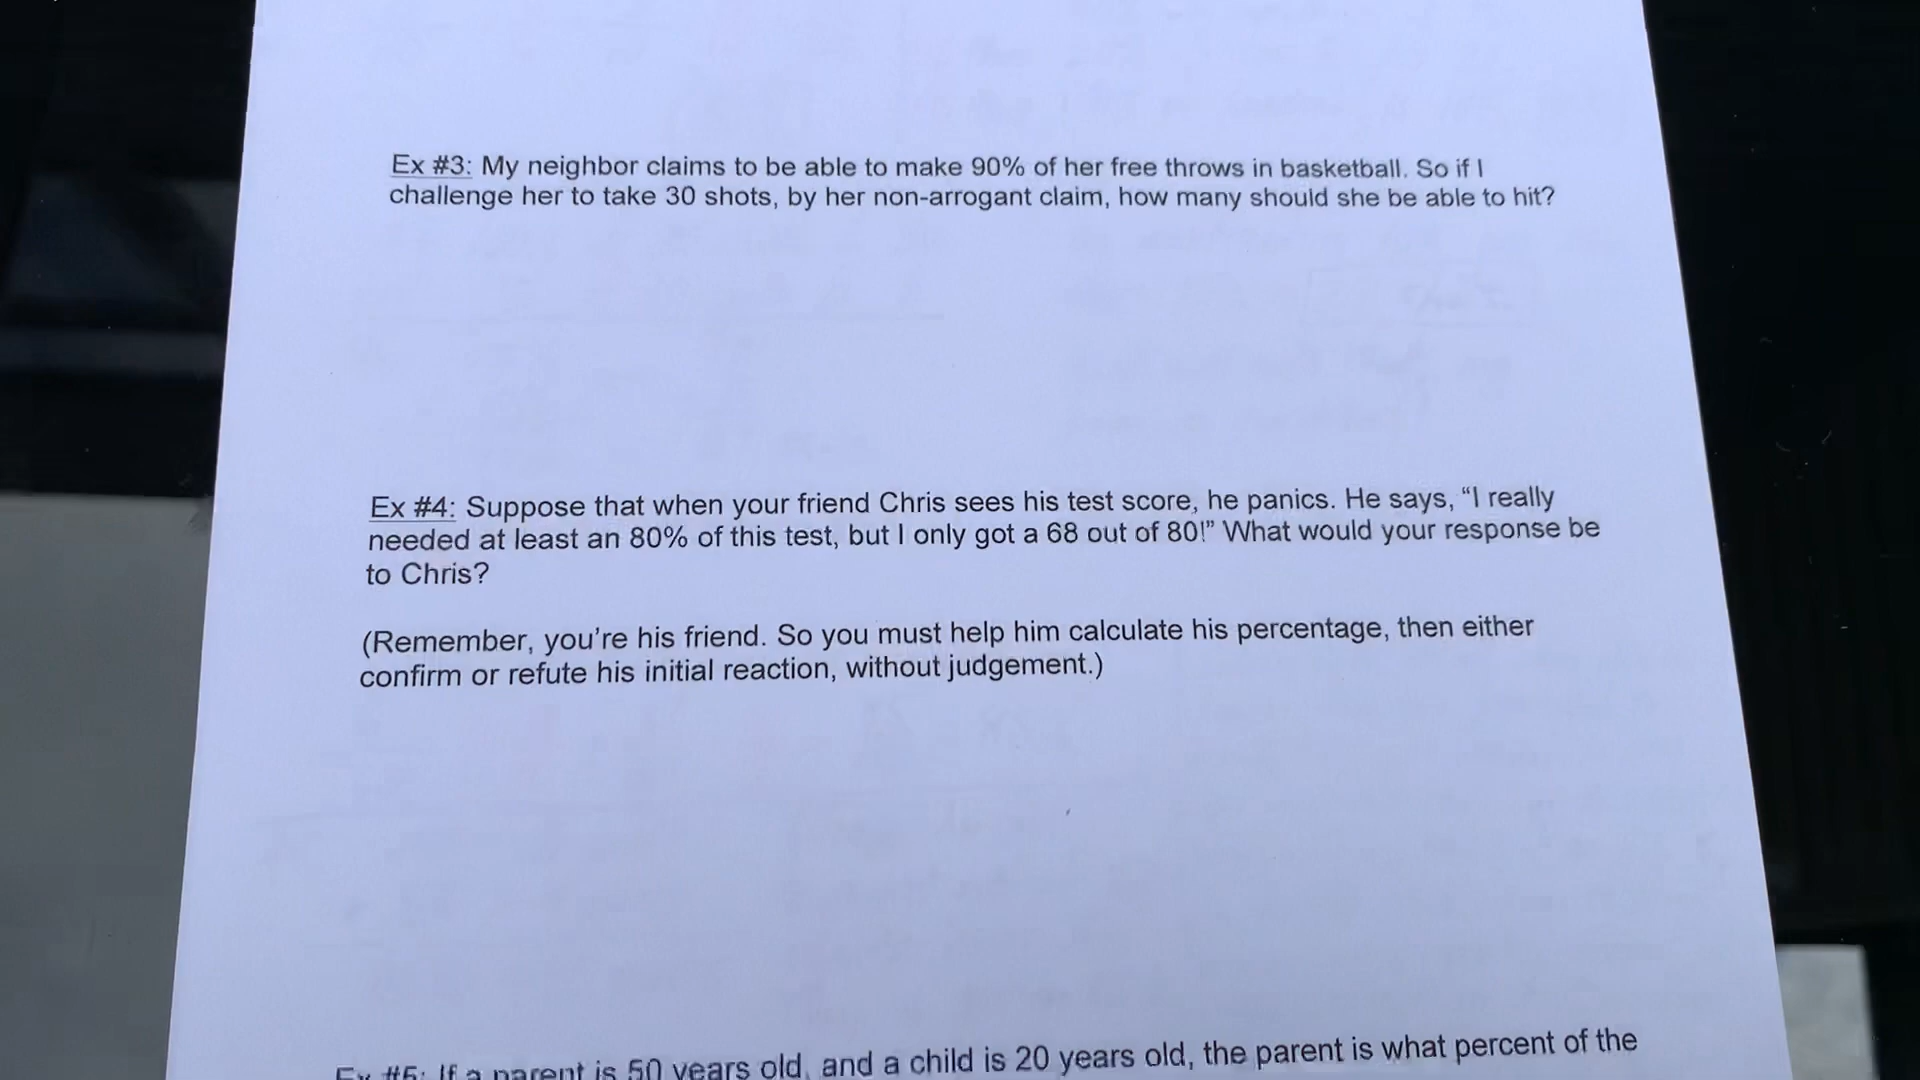 Ex #3: My neighbor claims to be able to make 90% of her free throws in basketball. So if I
challenge her to take 30 shots, by her non-arrogant claim, how many should she be able to hit?
Ex #4: Suppose that when your friend Chris sees his test score, he panics. He says, “I really
needed at least an 80% of this test, but I only got a 68 out of 80!” What would your response be
to Chris?
(Remember, you’re his friend. So you must help him calculate his percentage, then either
confirm or refute his initial reaction, without judgement.)
Ex #5: If a parent is 50 years old, and a child is 20 years old, the parent is what percent of the